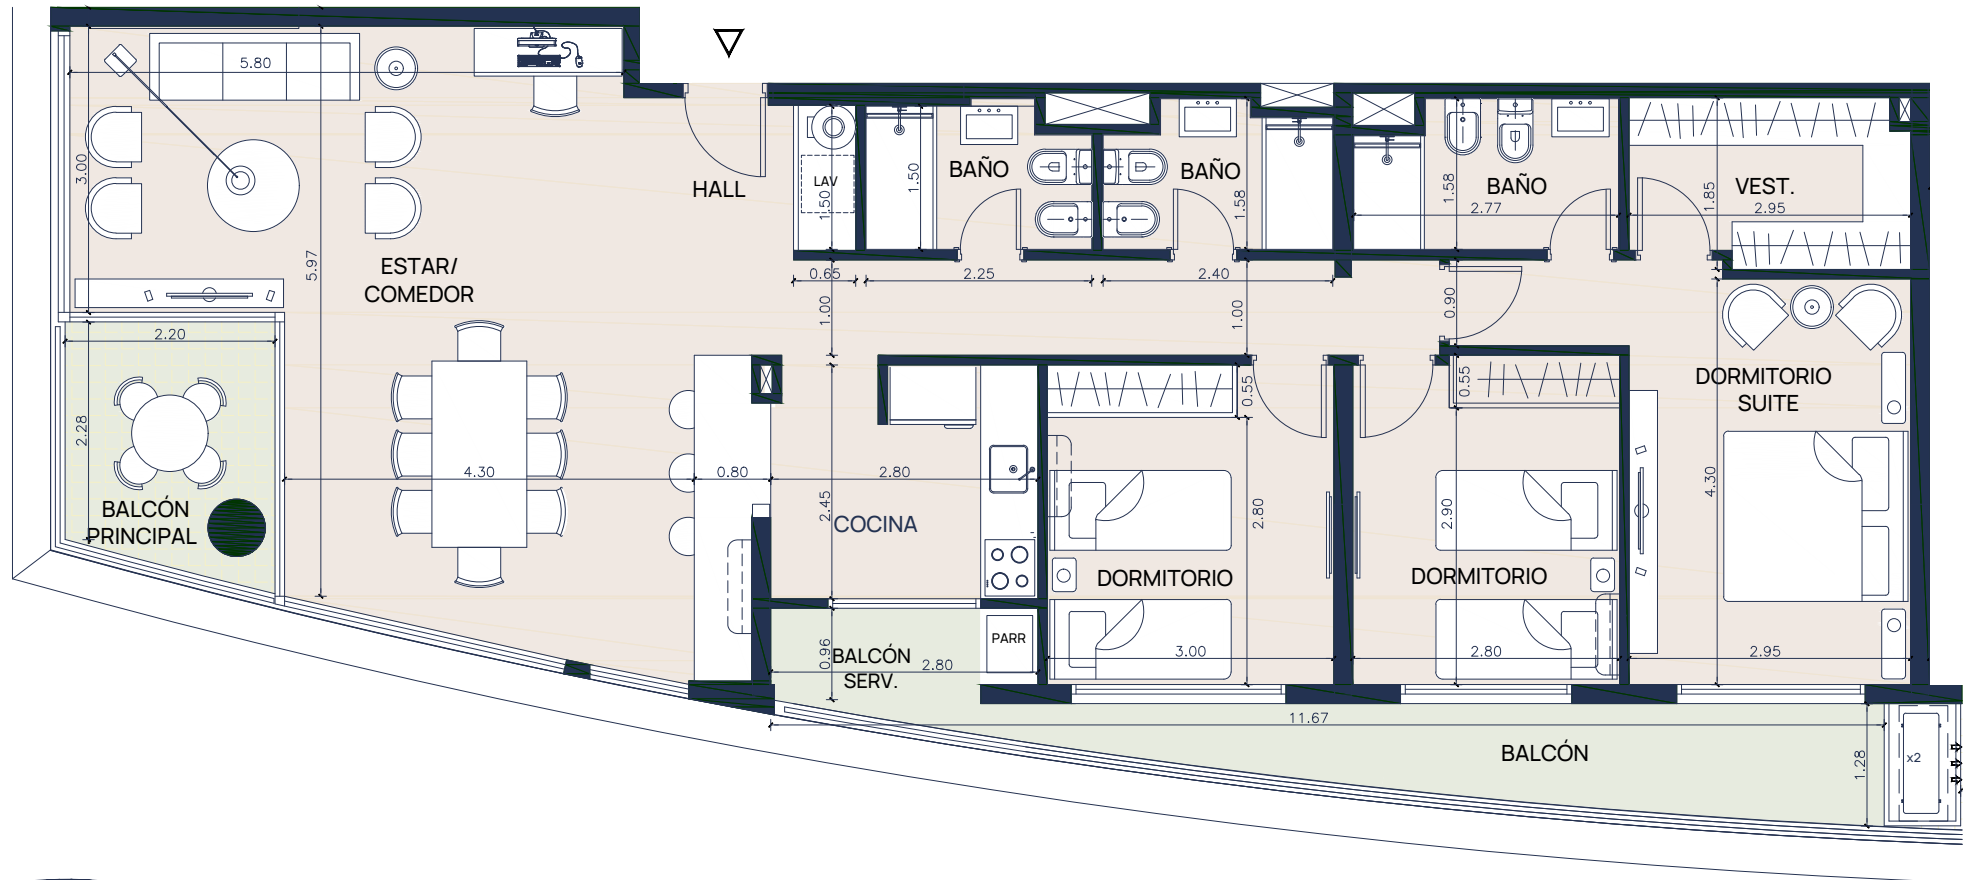 5.80
3.00
5.97
ESTAR/
COMEDOR
HALL
LAV
1.50
1.50
BAÑO
BAÑO
1.58
1.58
BAÑO
2.77
1.85
VEST.
2.95
0.65
2.25
2.40
1.00
1.00
0.90
2.20
2.28
BALCÓN
PRINCIPAL
4.30
0.80
2.80
2.45
COCINA
0.55
2.80
DORMITORIO
3.00
0.55
2.90
DORMITORIO
2.80
DORMITORIO
SUITE
4.30
2.95
0.96
BALCÓN
SERV.
2.80
PARR
11.67
BALCÓN
1.28
x2